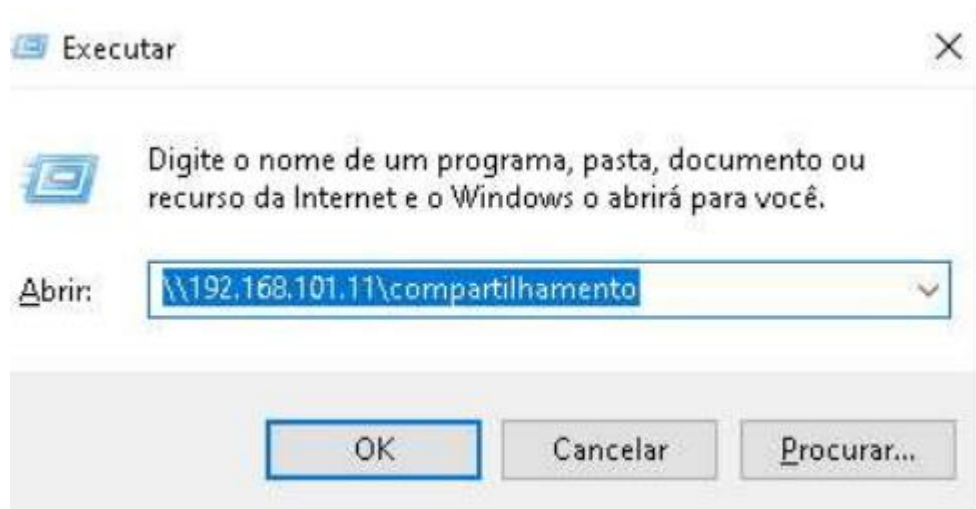 Executar
Digite o nome de um programa, pasta, documento ou
recurso da Internet e o Windows o abrirá para você.
Abrir: \\192.168.101.11\compartilhamento
OK Cancelar Procurar...